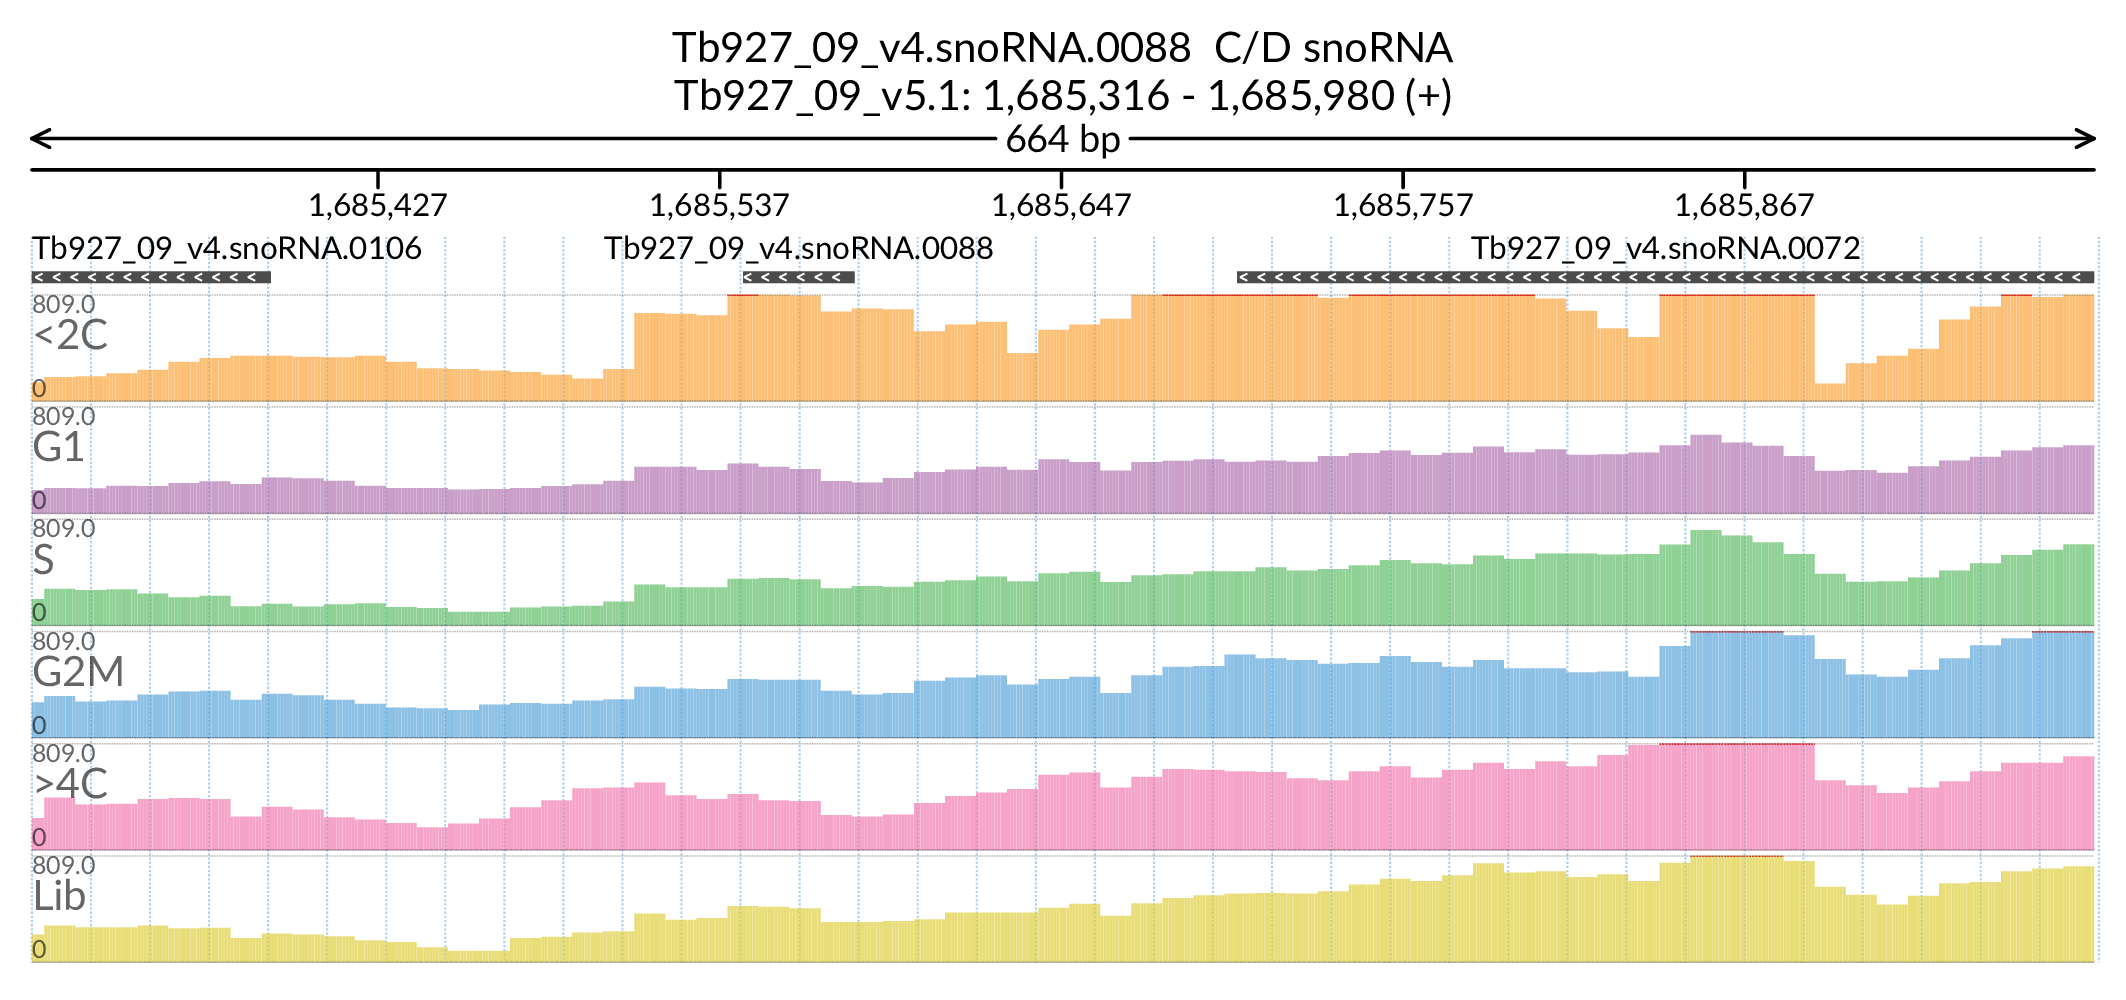 Tb927_09_v4.snoRNA.0088  C/D snoRNA
Tb927_09_v5.1: 1,685,316 - 1,685,980 (+)
664 bp
1,685,427 1,685,537 1,685,647 1,685,757 1,685,867
Tb927_09_v4.snoRNA.0106 Tb927_09_v4.snoRNA.0088 Tb927_09_v4.snoRNA.0072
809.0
<2C
0
809.0
G1
0
809.0
S
0
809.0
G2M
0
809.0
>4C
0
809.0
Lib
0